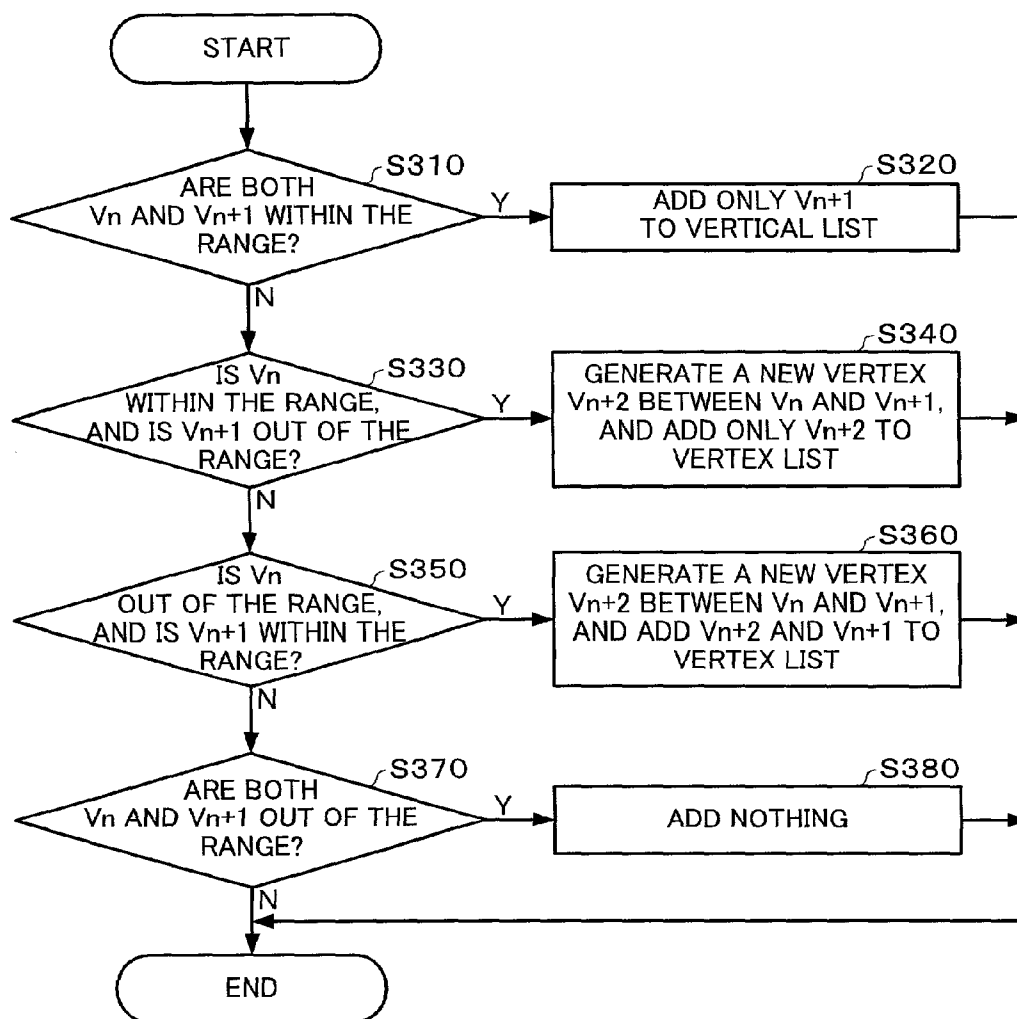 START
S310
ARE BOTH
Vn AND Vn+1 WITHIN THE
RANGE?
Y
N
S320
ADD ONLY Vn+1
TO VERTICAL LIST
S330
IS Vn
WITHIN THE RANGE,
AND IS Vn+1 OUT OF THE
RANGE?
Y
N
S340
GENERATE A NEW VERTEX
Vn+2 BETWEEN Vn AND Vn+1,
AND ADD ONLY Vn+2 TO
VERTEX LIST
S350
IS Vn
OUT OF THE RANGE,
AND IS Vn+1 WITHIN THE
RANGE?
Y
N
S360
GENERATE A NEW VERTEX
Vn+2 BETWEEN Vn AND Vn+1,
AND ADD Vn+2 AND Vn+1 TO
VERTEX LIST
S370
ARE BOTH
Vn AND Vn+1 OUT OF THE
RANGE?
Y
N
S380
ADD NOTHING
END